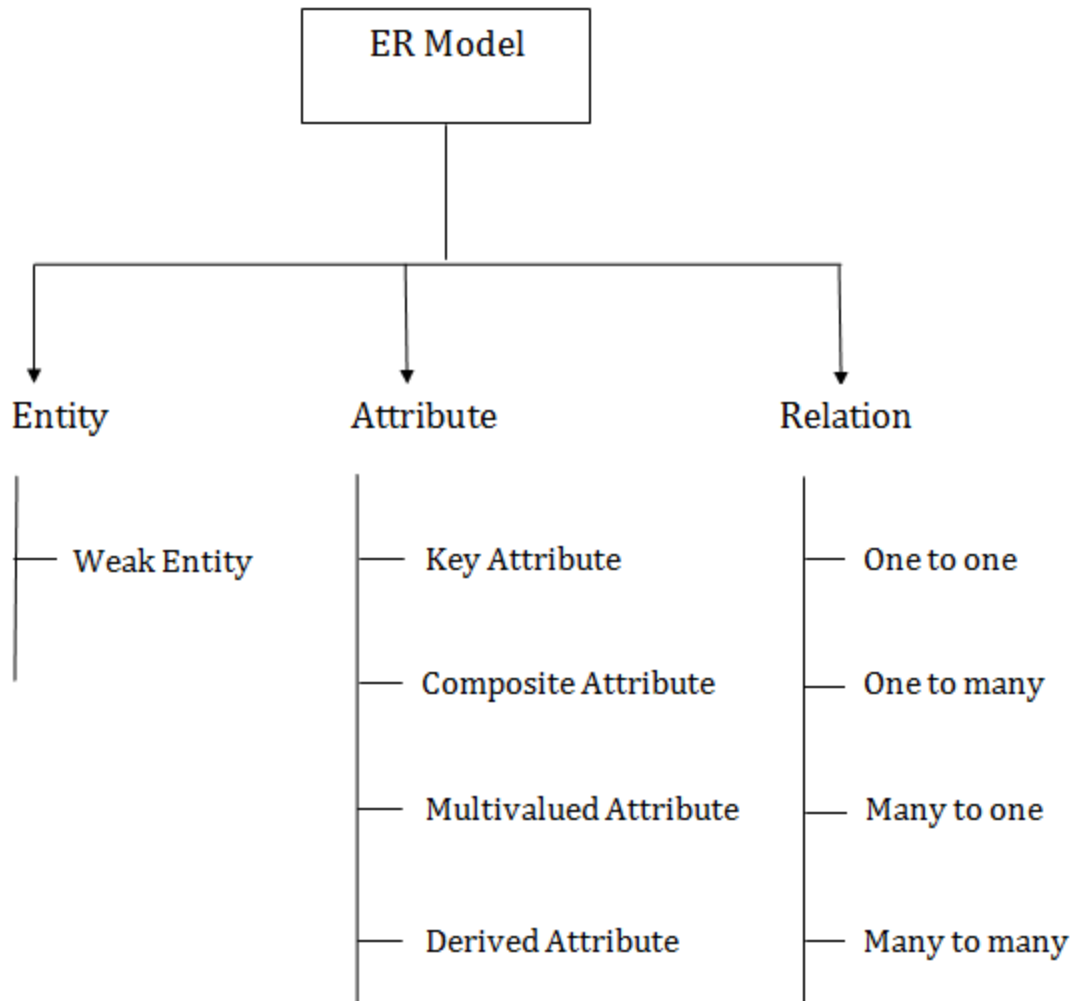 ER Model
Entity
Attribute
Relation
Weak Entity
Key Attribute
One to one
Composite Attribute
One to many
Multivalued Attribute
Many to one
Derived Attribute
Many to many